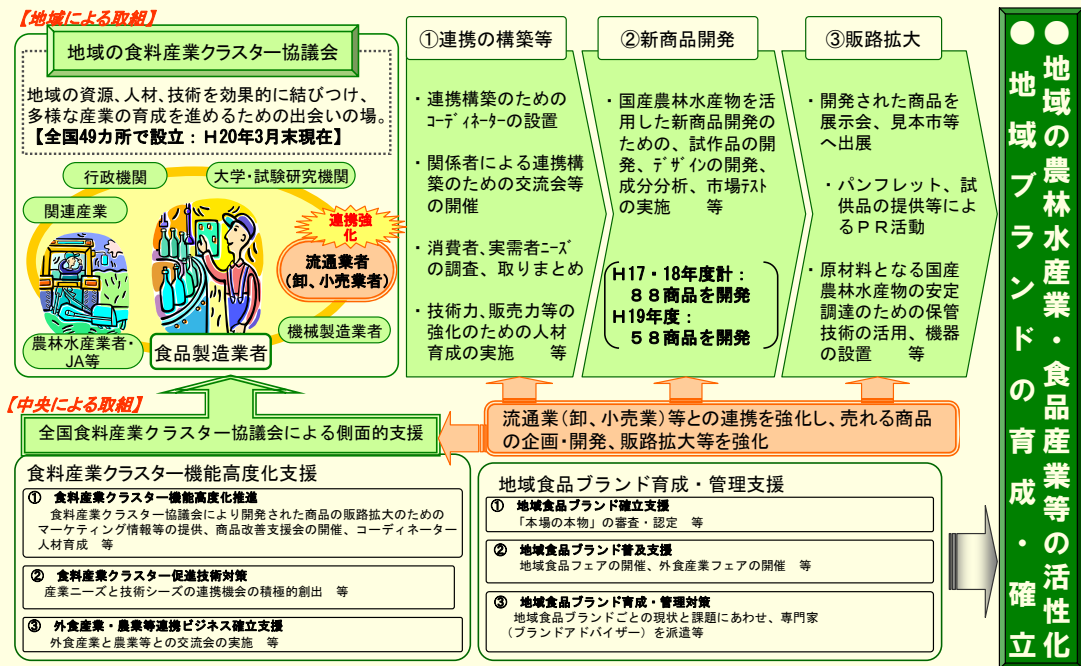 【地域による取組】
地域の食料産業クラスター協議会
地域の資源、人材、技術を効果的に結びつけ、
多様な産業の育成を進めるための出会いの場。
【全国49カ所で設立：H20年3月末現在】
行政機関
大学・試験研究機関
関連産業
連携強
化
流通業者
（卸、小売業者）
機械製造業者
農林水産業者・
JA等
食品製造業者
①連携の構築等
・連携構築のための
ｺｰﾃﾞｨﾈｰﾀｰの設置
・関係者による連携構
築のための交流会等
の開催
・消費者、実需者ﾆｰｽﾞ
の調査、取りまとめ
・技術力、販売力等の
強化のための人材
育成の実施　等
②新商品開発
・国産農林水産物を活
用した新商品開発の
ための、試作品の開
発、ﾃﾞｻﾞｲﾝの開発、
成分分析、市場ﾃｽﾄ
の実施　等
H17・18年度計：
８８商品を開発
H19年度：
５８商品を開発
③販路拡大
・開発された商品を
展示会、見本市等
へ出展
・パンフレット、試
供品の提供等によ
るＰＲ活動
・原材料となる国産
農林水産物の安定
調達のための保管
技術の活用、機器
の設置　等
●地域の農林水産業・食品産業等の活性化
●地域ブランドの育成・確立
【中央による取組】
全国食料産業クラスター協議会による側面的支援
流通業（卸、小売業）等との連携を強化し、売れる商品
の企画・開発、販路拡大等を強化
食料産業クラスター機能高度化支援
①　食料産業クラスター機能高度化推進
食料産業クラスター協議会により開発された商品の販路拡大のための
マーケティング情報等の提供、商品改善支援会の開催、コーディネーター
人材育成　等
②　食料産業クラスター促進技術対策
産業ニーズと技術シーズの連携機会の積極的創出　等
③　外食産業・農業等連携ビジネス確立支援
外食産業と農業等との交流会の実施　等
地域食品ブランド育成・管理支援
①　地域食品ブランド確立支援
「本場の本物」の審査・認定　等
②　地域食品ブランド普及支援
地域食品フェアの開催、外食産業フェアの開催　等
③　地域食品ブランド育成・管理対策
地域食品ブランドごとの現状と課題にあわせ、専門家
（ブランドアドバイザー）を派遣等